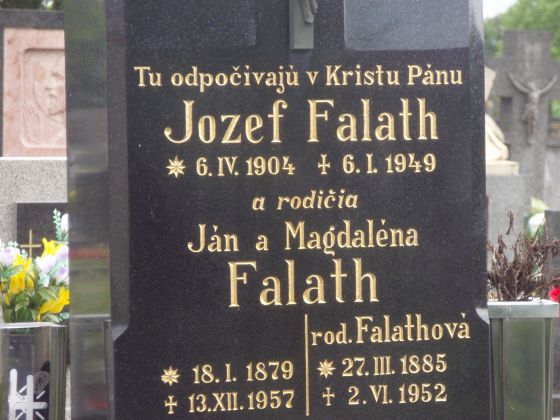 Tu odpočívajú v Kristu Pánu
Jozef Falath
* 6. IV. 1904 + 6. I. 1949
a rodičia
Ján a Magdaléna
Falath
rod. Falathová
* 18. I. 1879 * 27. III. 1885
+ 13. XII. 1957 + 2. VI. 1952